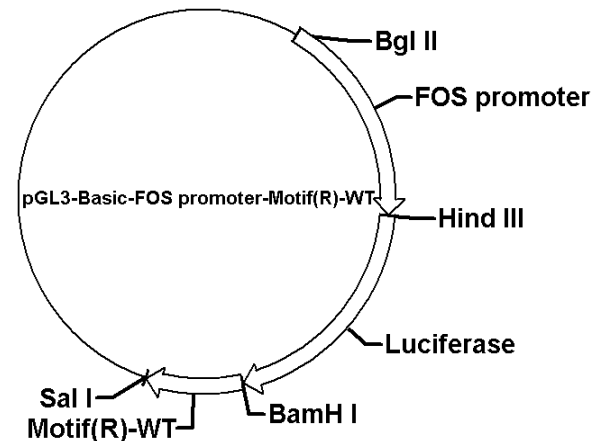 Bgl II
FOS promoter
pGL3-Basic-FOS promoter-Motif(R)-WT
Hind III
Luciferase
Sal I
BamH I
Motif(R)-WT